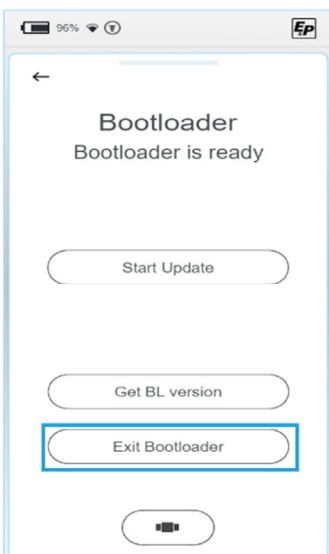 96%
EP
Bootloader
Bootloader is ready
Start Update
Get BL version
Exit Bootloader